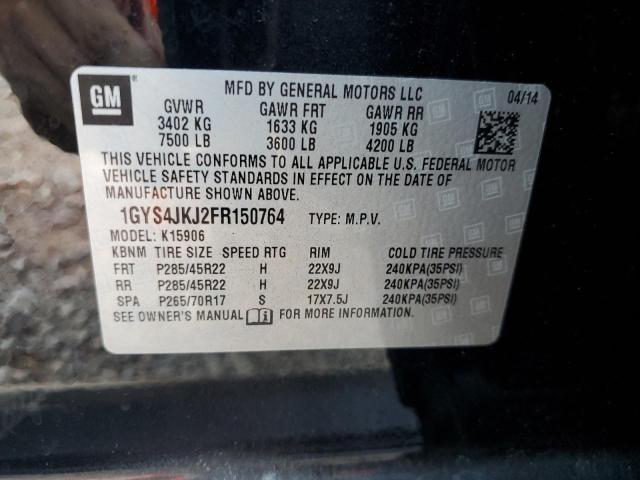 GM
MFD BY GENERAL MOTORS LLC 04/14
GVWR GAWR FRT GAWR RR
3402 KG 1633 KG 1905 KG
7500 LB 3600 LB 4200 LB
THIS VEHICLE CONFORMS TO ALL APPLICABLE U.S. FEDERAL MOTOR
VEHICLE SAFETY STANDARDS IN EFFECT ON THE DATE OF
MANUFACTURE SHOWN ABOVE.
1GYS4JKJ2FR150764 TYPE: M.P.V.
MODEL: K15906
KBNM TIRE SIZE SPEED RTG RIM COLD TIRE PRESSURE
FRT P285/45R22 H 22X9J 240KPA(35PSI)
RR P285/45R22 H 22X9J 240KPA(35PSI)
SPA P265/70R17 S 17X7.5J 240KPA(35PSI)
SEE OWNER'S MANUAL FOR MORE INFORMATION.